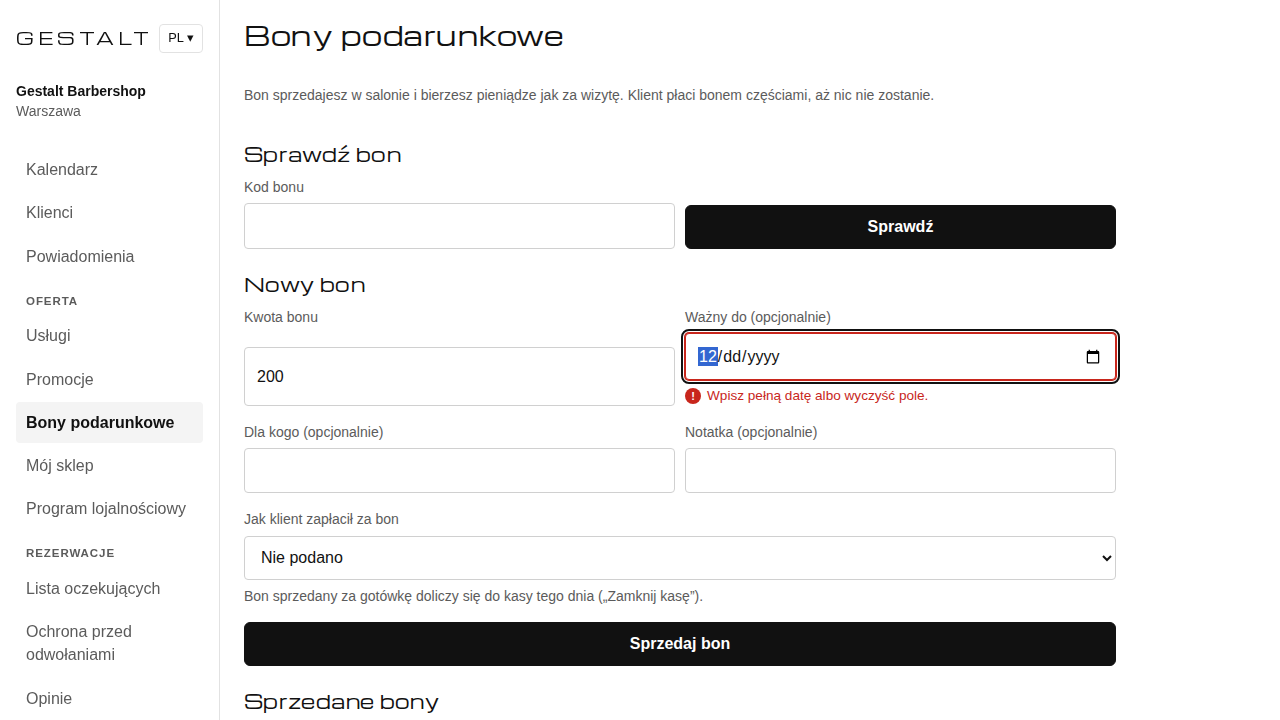 GESTALT
PL ▾
Gestalt Barbershop
Warszawa
Kalendarz
Klienci
Powiadomienia
OFERTA
Usługi
Promocje
Bony podarunkowe
Mój sklep
Program lojalnościowy
REZERWACJE
Lista oczekujących
Ochrona przed
odwołaniami
Opinie
Bony podarunkowe
Bon sprzedajesz w salonie i bierzesz pieniądze jak za wizytę. Klient płaci bonem częściami, aż nic nie zostanie.
Sprawdź bon
Kod bonu
Sprawdź
Nowy bon
Kwota bonu
Ważny do (opcjonalnie)
200
12/dd/yyyy
Wpisz pełną datę albo wyczyść pole.
Dla kogo (opcjonalnie)
Notatka (opcjonalnie)
Jak klient zapłacił za bon
Nie podano
Bon sprzedany za gotówkę doliczy się do kasy tego dnia („Zamknij kasę”).
Sprzedaj bon
Sprzedane bony